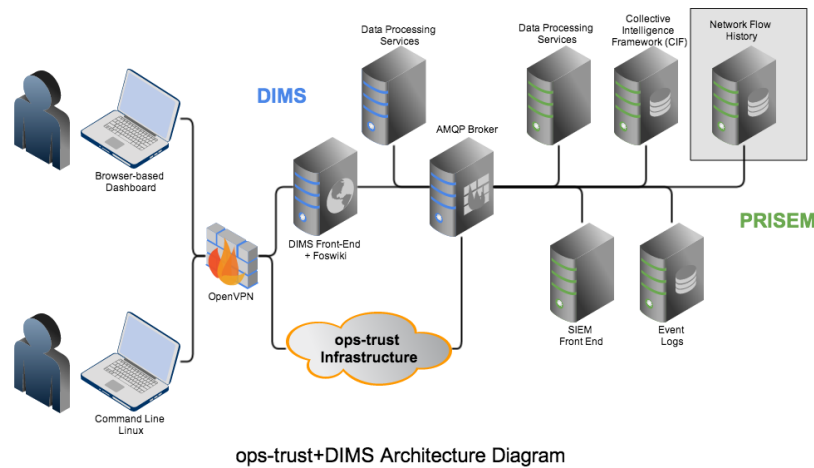 Data Processing
Services
Data Processing
Services
Collective
Intelligence
Framework (CIF)
Network Flow
History
DIMS
AMQP Broker
Browser-based
Dashboard
PRISEM
DIMS Front-End
+ Foswiki
OpenVPN
ops-trust
Infrastructure
SIEM
Front End
Event
Logs
Command Line
Linux
ops-trust+DIMS Architecture Diagram